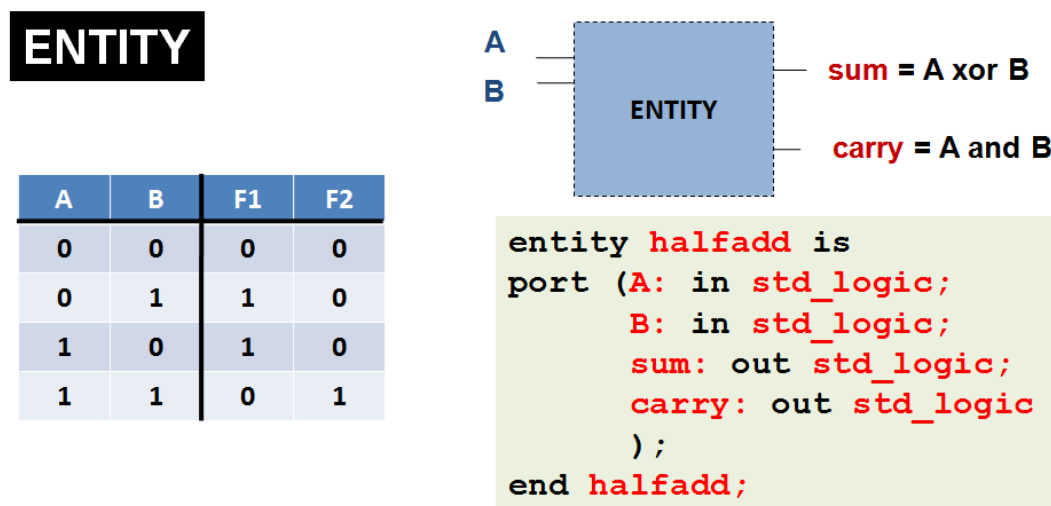 ENTITY
A
B
ENTITY
sum = A xor B
carry = A and B
A B F1 F2
0 0 0 0
0 1 1 0
1 0 1 0
1 1 0 1
entity halfadd is
port (A: in std_logic;
B: in std_logic;
sum: out std_logic;
carry: out std_logic
);
end halfadd;